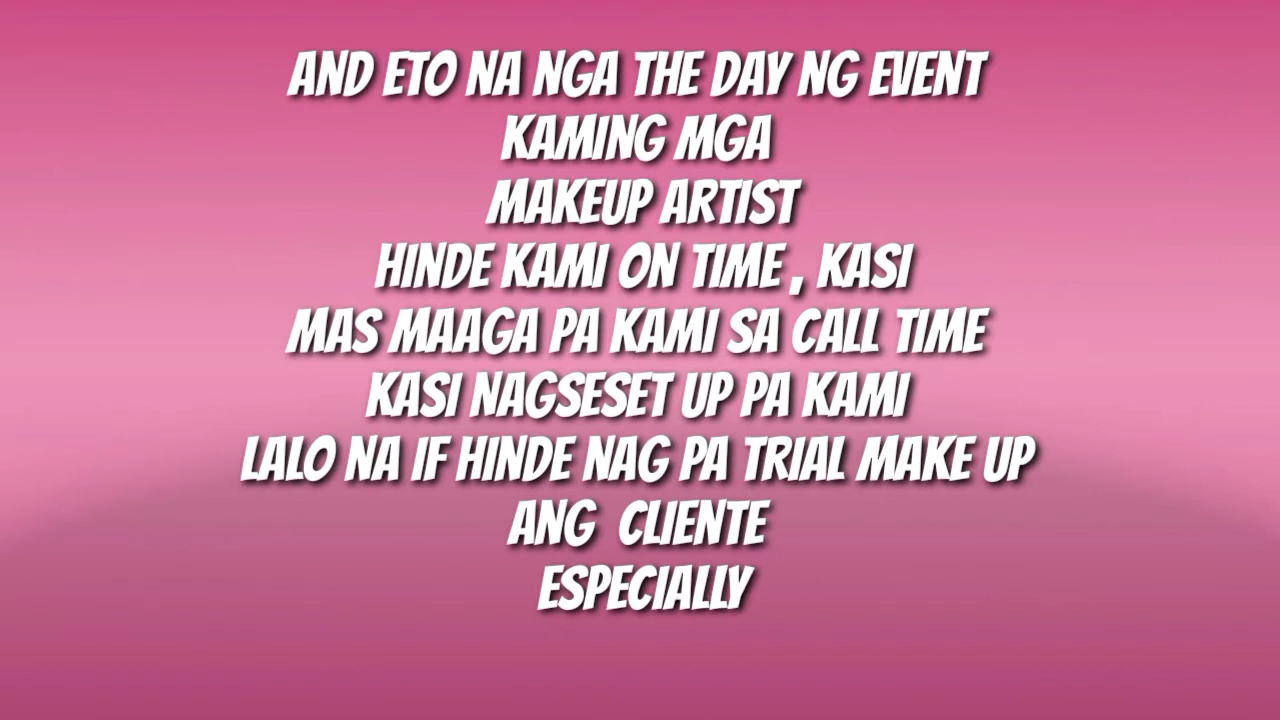 AND ETO NA NGA THE DAY NG EVENT
KAMING MGA
MAKEUP ARTIST
HINDE KAMI ON TIME , KASI
MAS MAAGA PA KAMI SA CALL TIME
KASI NAGSESET UP PA KAMI
LALO NA IF HINDE NAG PA TRIAL MAKE UP
ANG  CLIENTE
ESPECIALLY